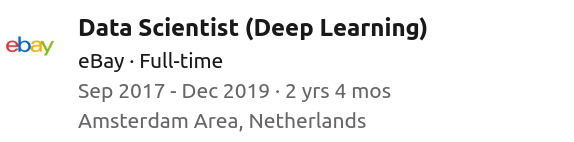 ebay
Data Scientist (Deep Learning)
eBay · Full-time
Sep 2017 - Dec 2019 · 2 yrs 4 mos
Amsterdam Area, Netherlands